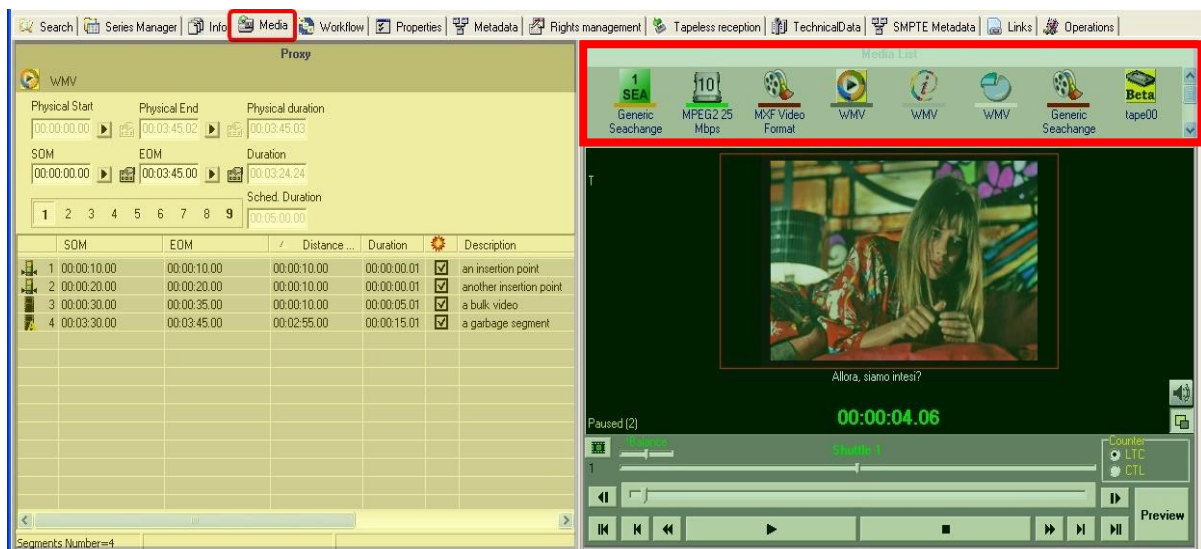 Search Series Manager Info Media Workflow Properties Metadata Rights management Tapeless reception TechnicalData SMPTE Metadata Links Operations
Proxy
WMV
Physical Start Physical End Physical duration
00:00:00.00 00:03:45.02 00:03:45.03
SOM EOM Duration
00:00:00.00 00:03:45.00 00:03:24.24
Sched. Duration
1 2 3 4 5 6 7 8 9 00:05:00.00
SOM EOM / Distance ... Duration Description
1 00:00:10.00 00:00:10.00 00:00:10.00 00:00:00.01 an insertion point
2 00:00:20.00 00:00:20.00 00:00:10.00 00:00:00.01 another insertion point
3 00:00:30.00 00:00:35.00 00:00:10.00 00:00:05.01 a bulk video
4 00:03:30.00 00:03:45.00 00:02:55.00 00:00:15.01 a garbage segment
Segments Number=4
Media List
1 SEA
10
Beta
Generic Seachange
MPEG2 25 Mbps
MXF Video Format
WMV
WMV
WMV
Generic Seachange
tape00
T
Allora, siamo intesi?
Paused (2) 00:00:04.06
Balance
Shuttle 1
Counter
LTC
CTL
1
Preview